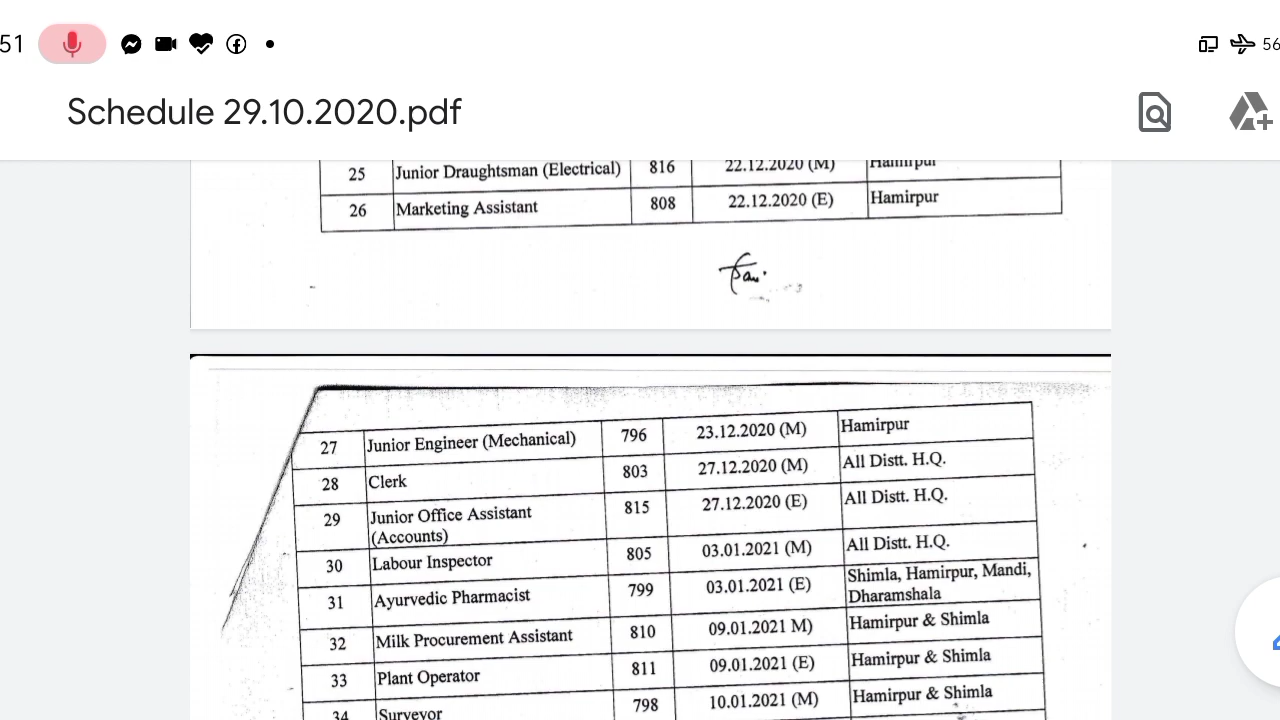 51
56
Schedule 29.10.2020.pdf
25 Junior Draughtsman (Electrical) 816 22.12.2020 (M) Hamirpur
26 Marketing Assistant 808 22.12.2020 (E) Hamirpur
27 Junior Engineer (Mechanical) 796 23.12.2020 (M) Hamirpur
28 Clerk 803 27.12.2020 (M) All Distt. H.Q.
29 Junior Office Assistant 815 27.12.2020 (E) All Distt. H.Q.
(Accounts)
30 Labour Inspector 805 03.01.2021 (M) All Distt. H.Q.
31 Ayurvedic Pharmacist 799 03.01.2021 (E) Shimla, Hamirpur, Mandi,
Dharamshala
32 Milk Procurement Assistant 810 09.01.2021 M) Hamirpur & Shimla
33 Plant Operator 811 09.01.2021 (E) Hamirpur & Shimla
34 Surveyor 798 10.01.2021 (M) Hamirpur & Shimla